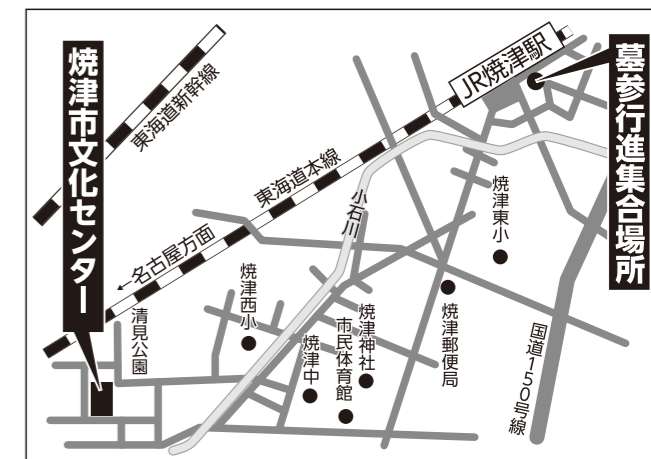 焼津市文化センター
東海道新幹線
JR焼津駅
墓参行進集合場所
東海道本線
小石川
焼津東小
←名古屋方面
清見公園
焼津西小
焼津中
市民体育館
焼津神社
焼津郵便局
国道150号線